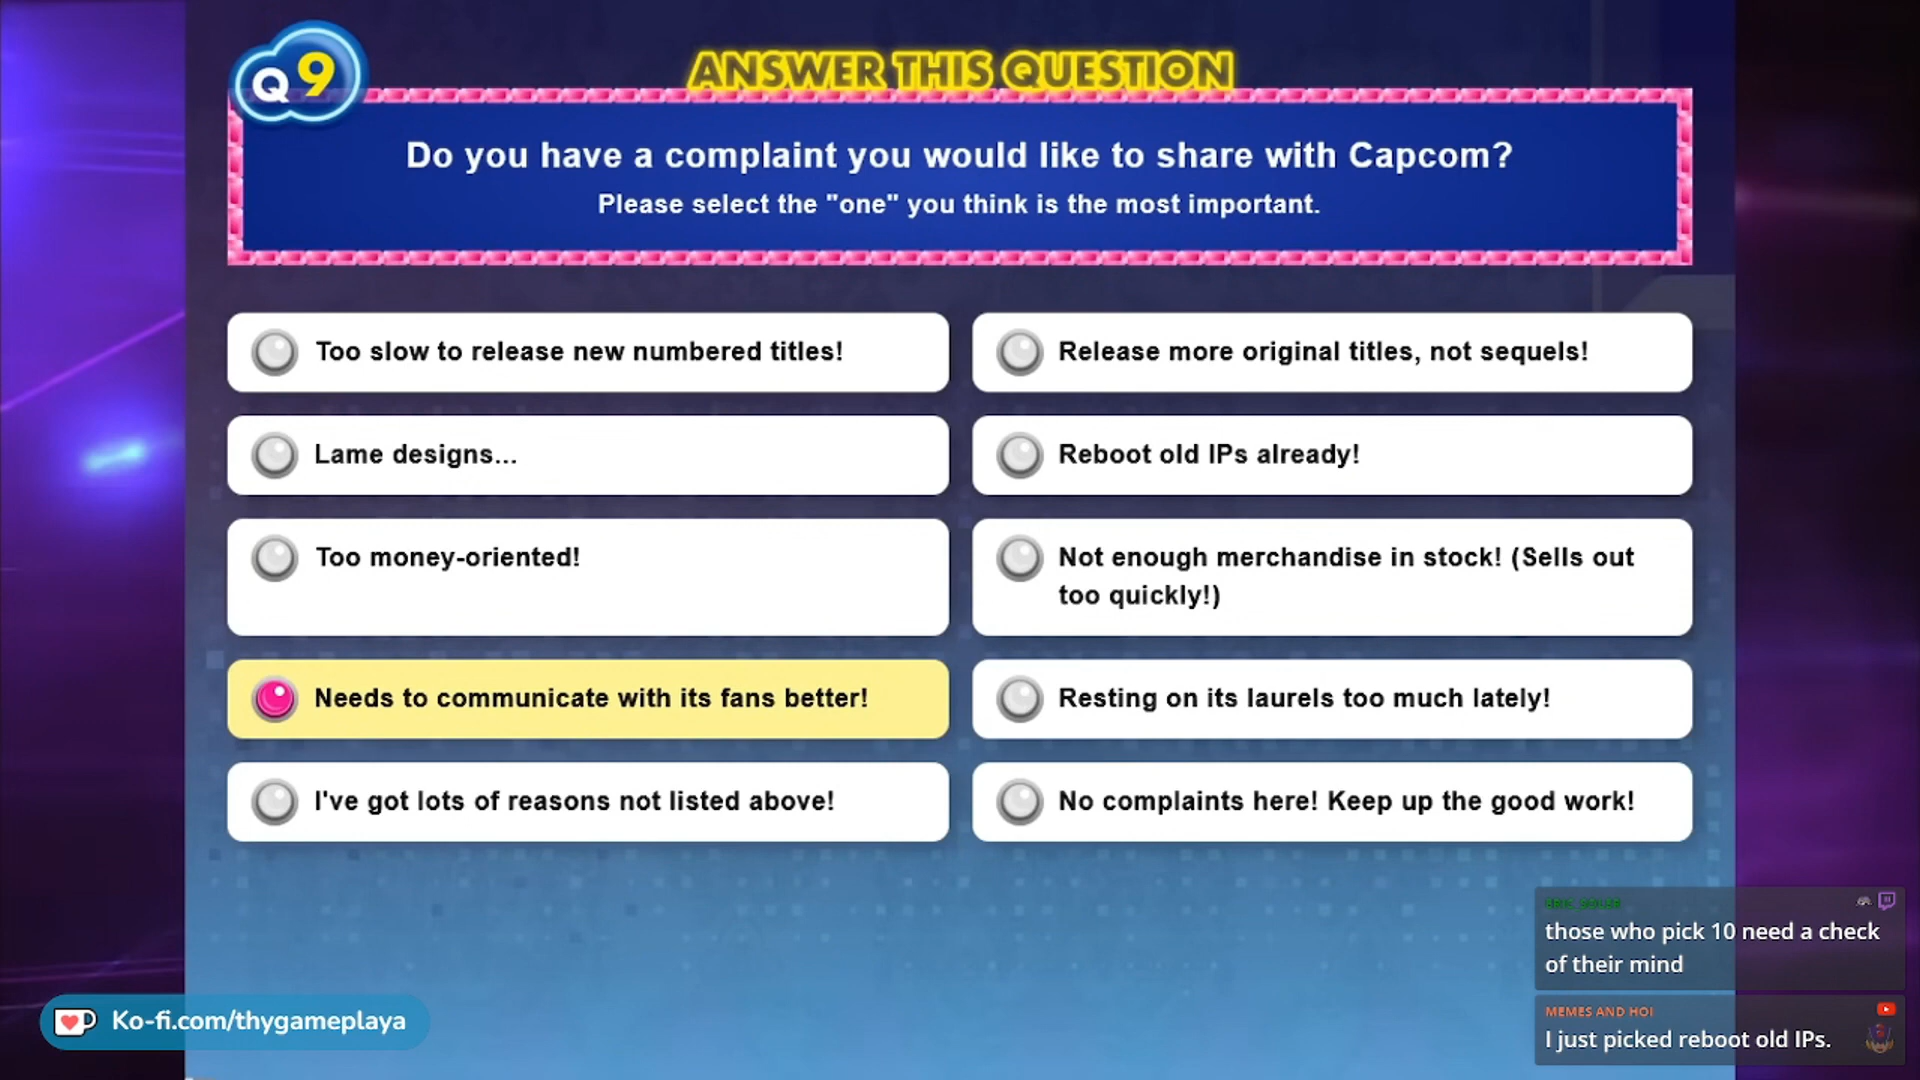 Q9
ANSWER THIS QUESTION
Do you have a complaint you would like to share with Capcom?
Please select the "one" you think is the most important.
Too slow to release new numbered titles!
Release more original titles, not sequels!
Lame designs...
Reboot old IPs already!
Too money-oriented!
Not enough merchandise in stock! (Sells out
too quickly!)
Needs to communicate with its fans better!
Resting on its laurels too much lately!
I've got lots of reasons not listed above!
No complaints here! Keep up the good work!
those who pick 10 need a check
of their mind
MEMES AND HOI
I just picked reboot old IPs.
Ko-fi.com/thygameplaya